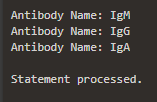 Antibody Name: IgM
Antibody Name: IgG
Antibody Name: IgA
Statement processed.